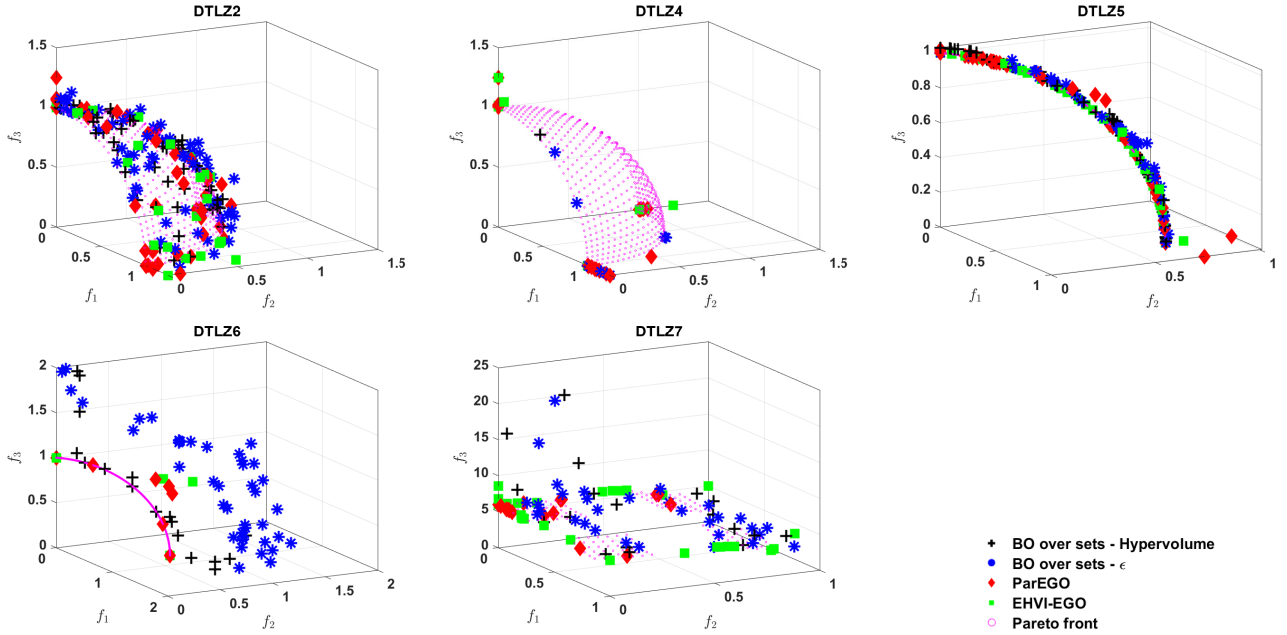 DTLZ2
1.5
1
0.5
0
f3
0
0.5
1
f1
0
0.5
1
1.5
f2
DTLZ4
1.5
1
0.5
0
f3
0
0.5
1
f1
0
0.5
1
1.5
f2
DTLZ5
1
0.8
0.6
0.4
0.2
0
f3
0
0.5
1
f1
0
0.5
1
f2
DTLZ6
2
1.5
1
0.5
0
f3
0
1
2
f1
0
0.5
1
1.5
2
f2
DTLZ7
25
20
15
10
5
0
f3
0
0.5
1
f1
0
0.5
1
f2
BO over sets - Hypervolume
BO over sets - ϵ
ParEGO
EHVI-EGO
Pareto front